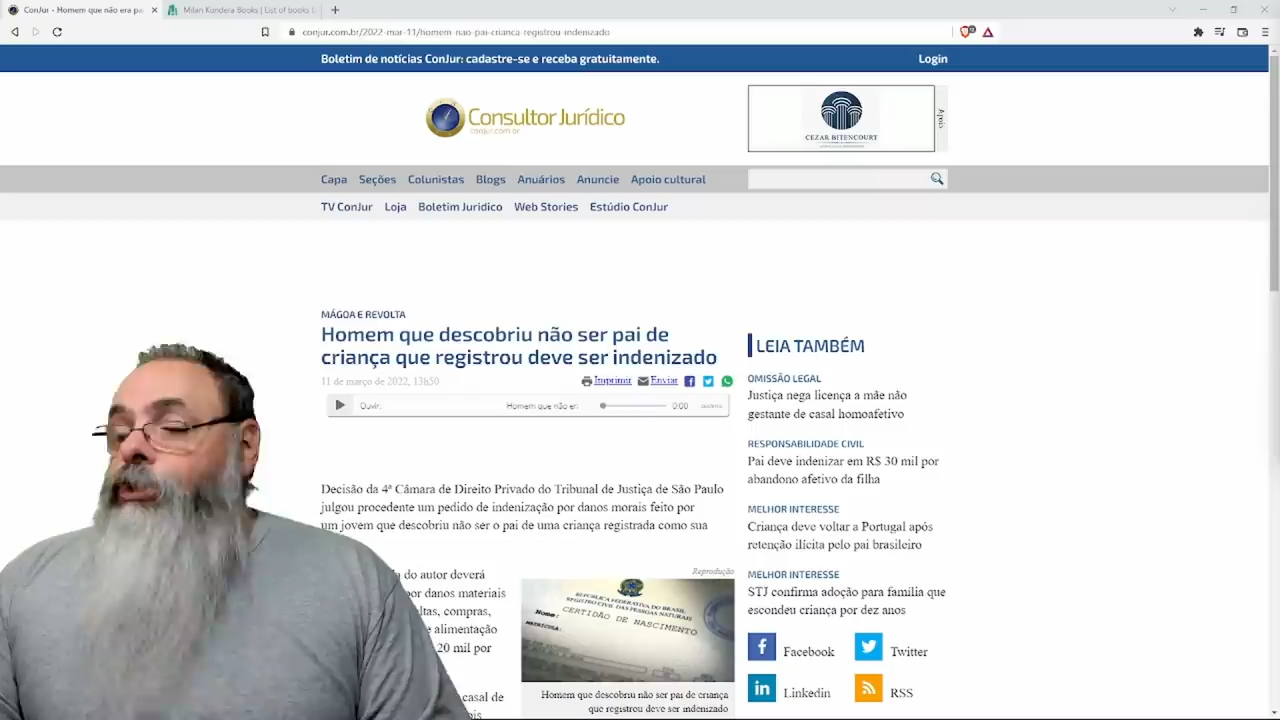 ConJur - Homem que não era pa
Milan Kundera Books | List of books
conjur.com.br/2022-mar-11/homem-nao-pai-crianca-registrou-indenizado
Boletim de notícias ConJur: cadastre-se e receba gratuitamente.
Login
Consultor Jurídico
conjur.com.br
CEZAR BITENCOURT
Apoio
Capa Seções Colunistas Blogs Anuários Anuncie Apoio cultural
TV ConJur Loja Boletim Juridico Web Stories Estúdio ConJur
MÁGOA E REVOLTA
Homem que descobriu não ser pai de
criança que registrou deve ser indenizado
11 de março de 2022, 13h50
Imprimir Enviar
Ouvir: Homem que não er: 0:00
Decisão da 4ª Câmara de Direito Privado do Tribunal de Justiça de São Paulo
julgou procedente um pedido de indenização por danos morais feito por
um jovem que descobriu não ser o pai de uma criança registrada como sua
Reprodução
do autor deverá
por danos materiais
ltas, compras,
e alimentação
20 mil por
casal de
REPÚBLICA FEDERATIVA DO BRASIL
REGISTRO CIVIL DAS PESSOAS NATURAIS
CERTIDÃO DE NASCIMENTO
Nome:
MATRÍCULA:
Homem que descobriu não ser pai de criança
que registrou deve ser indenizado
LEIA TAMBÉM
OMISSÃO LEGAL
Justiça nega licença a mãe não
gestante de casal homoafetivo
RESPONSABILIDADE CIVIL
Pai deve indenizar em R$ 30 mil por
abandono afetivo da filha
MELHOR INTERESSE
Criança deve voltar a Portugal após
retenção ilícita pelo pai brasileiro
MELHOR INTERESSE
STJ confirma adoção para família que
escondeu criança por dez anos
Facebook Twitter
Linkedin RSS